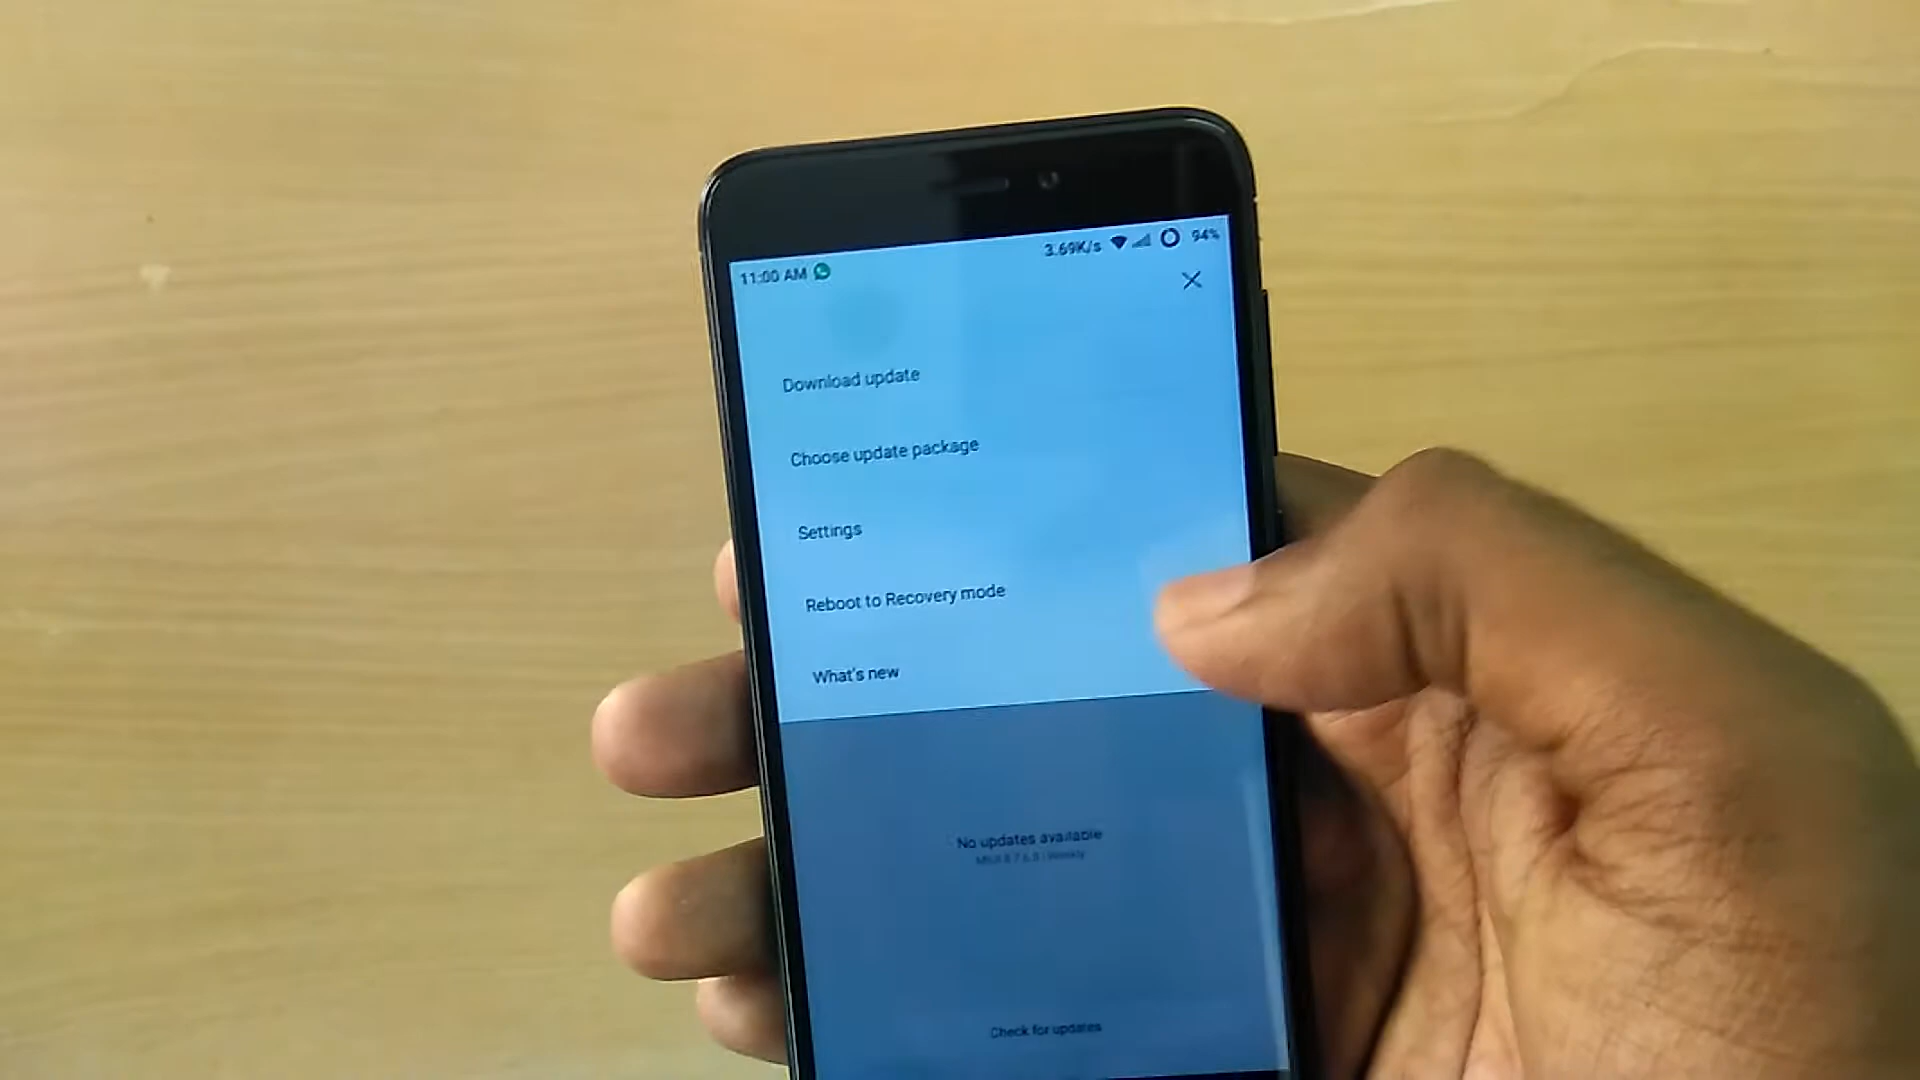 11:00 AM
3.69K/s 94%
Download update
Choose update package
Settings
Reboot to Recovery mode
What's new
No updates available
Check for updates